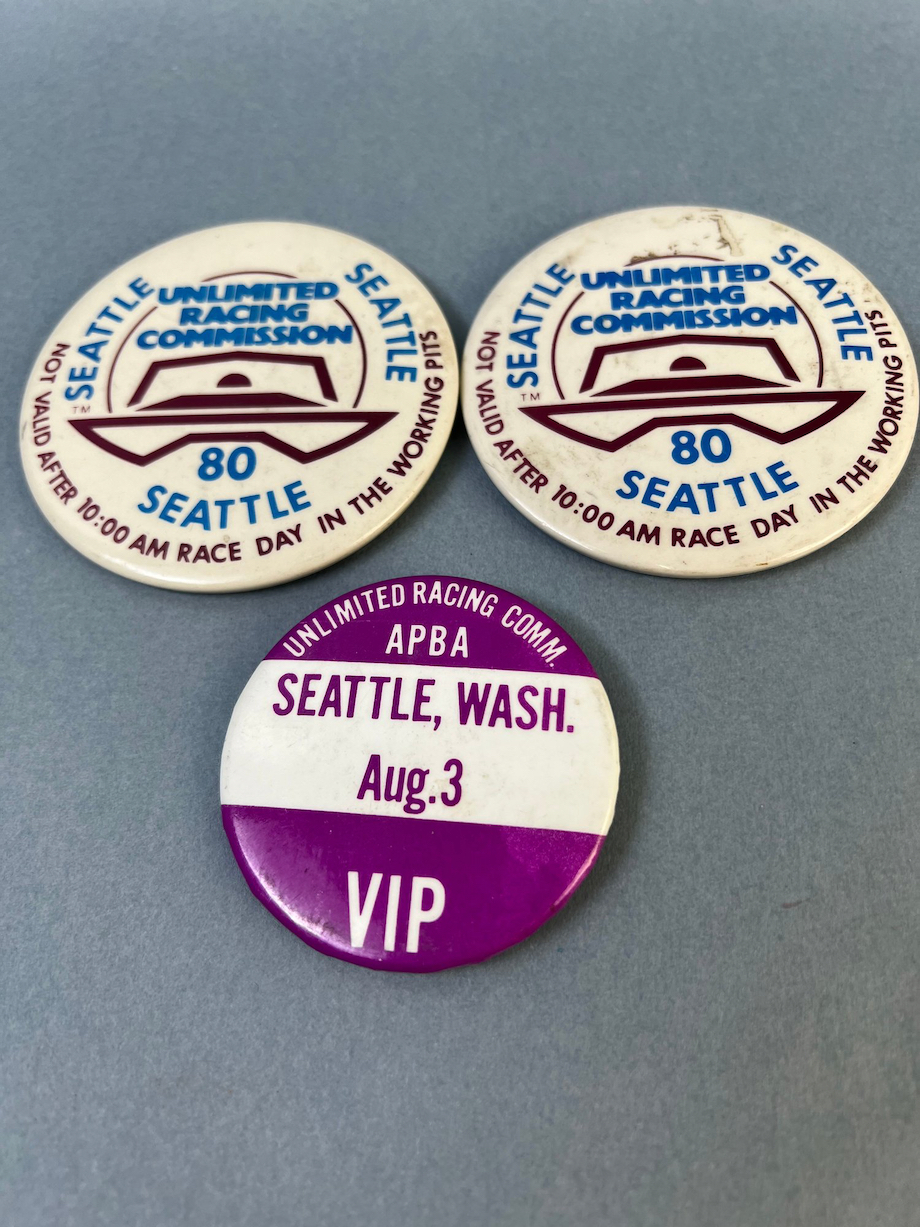 SEATTLE SEATTLE
UNLIMITED
RACING
COMMISSION
TM
80
SEATTLE
NOT VALID AFTER 10:00 AM RACE DAY IN THE WORKING PITS
SEATTLE SEATTLE
UNLIMITED
RACING
COMMISSION
TM
80
SEATTLE
NOT VALID AFTER 10:00 AM RACE DAY IN THE WORKING PITS
UNLIMITED RACING COMM.
APBA
SEATTLE, WASH.
Aug.3
VIP